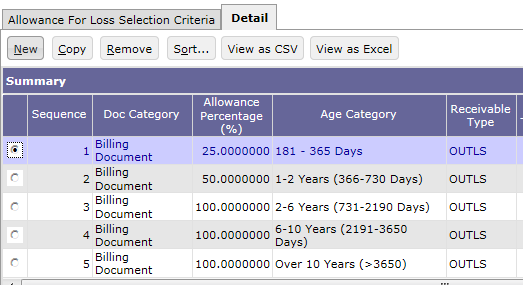 Allowance For Loss Selection Criteria Detail
New Copy Remove Sort... View as CSV View as Excel
Summary
Sequence Doc Category Allowance Percentage (%) Age Category Receivable Type
1 Billing Document 25.0000000 181 - 365 Days OUTLS
2 Billing Document 50.0000000 1-2 Years (366-730 Days) OUTLS
3 Billing Document 100.0000000 2-6 Years (731-2190 Days) OUTLS
4 Billing Document 100.0000000 6-10 Years (2191-3650 Days) OUTLS
5 Billing Document 100.0000000 Over 10 Years (>3650) OUTLS